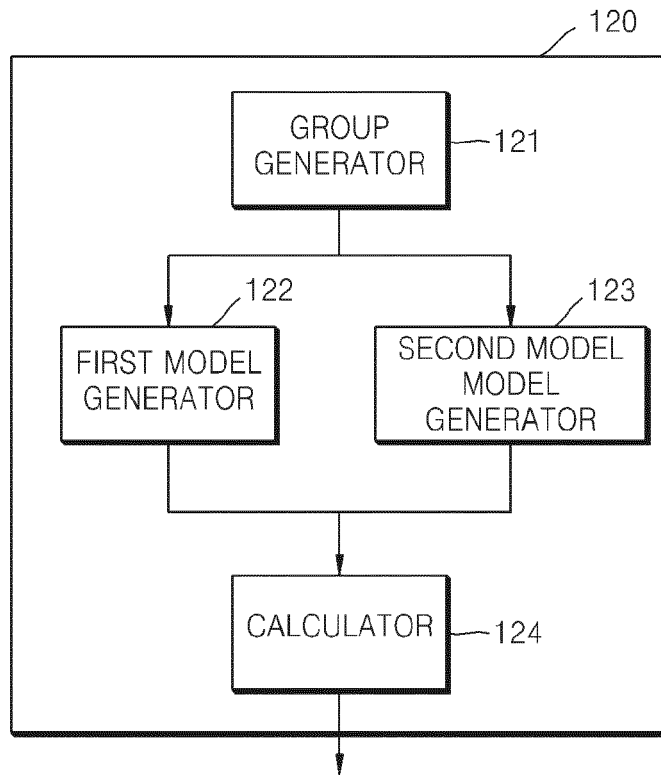 120
GROUP
GENERATOR
121
122
123
FIRST MODEL
GENERATOR
SECOND MODEL
MODEL
GENERATOR
CALCULATOR
124